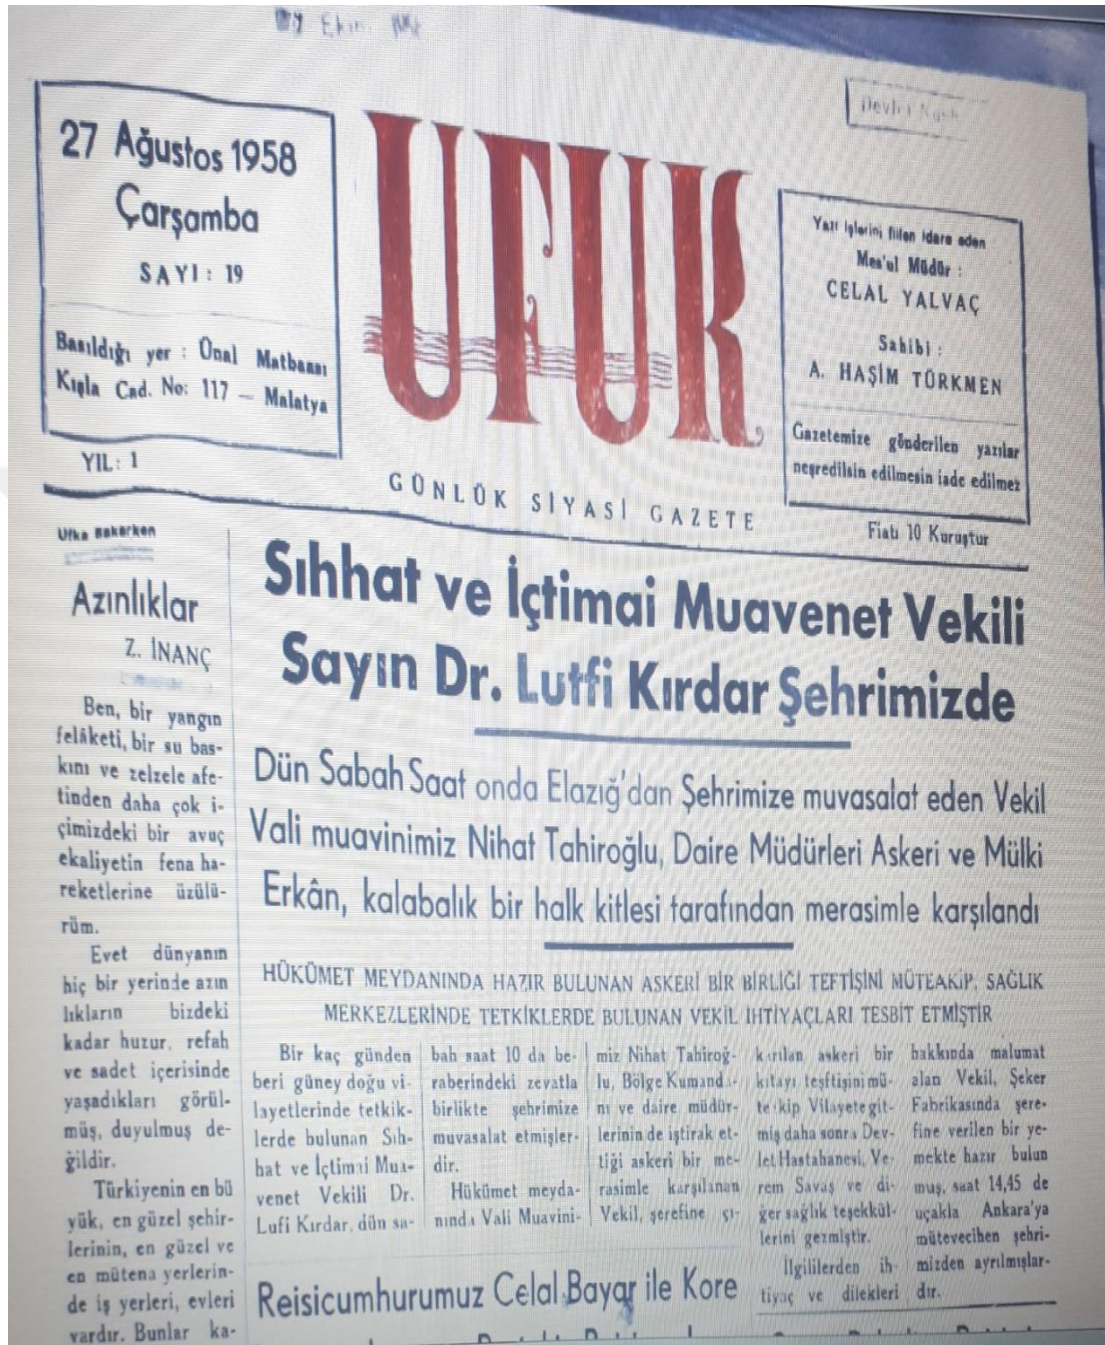 27 Ağustos 1958
Çarşamba
SAYI: 19
Basıldığı yer : Ünal Matbaası
Kışla Cad. No: 117 — Malatya
YIL: 1
UFUK
GÜNLÜK SİYASİ GAZETE
Yazı işlerini fiilen idare eden
Mes'ul Müdür :
CELAL YALVAÇ
Sahibi :
A. HAŞİM TÜRKMEN
Gazetemize gönderilen yazılar
neşredilsin edilmesin iade edilmez
Fiatı 10 Kuruştur
Ufka Bakarken
Azınlıklar
Z. İNANÇ
Ben, bir yangın
felâketi, bir su bas-
kını ve zelzele afe-
tinden daha çok i-
çimizdeki bir avuç
ekaliyetin fena ha-
reketlerine üzülü-
rüm.
Evet dünyanın
hiç bir yerinde azın
lıkların bizdeki
kadar huzur, refah
ve sadet içerisinde
yaşadıkları görül-
müş, duyulmuş de-
ğildir.
Türkiyenin en bü
yük, en güzel şehir-
lerinin, en güzel ve
en mütena yerlerin-
de iş yerleri, evleri
vardır. Bunlar ka-
Sıhhat ve İçtimai Muavenet Vekili
Sayın Dr. Lutfi Kırdar Şehrimizde
Dün Sabah Saat onda Elazığ'dan Şehrimize muvasalat eden Vekil
Vali muavinimiz Nihat Tahiroğlu, Daire Müdürleri Askeri ve Mülki
Erkân, kalabalık bir halk kitlesi tarafından merasimle karşılandı
HÜKÜMET MEYDANINDA HAZIR BULUNAN ASKERİ BİR BİRLİĞİ TEFTİŞİNİ MÜTEAKİP, SAĞLIK
MERKEZLERİNDE TETKİKLERDE BULUNAN VEKİL İHTİYAÇLARI TESBİT ETMİŞTİR
Bir kaç günden
beri güney doğu vi-
layetlerinde tetkik-
lerde bulunan Sıh-
hat ve İçtimai Mua-
venet Vekili Dr.
Lufi Kırdar, dün sa-
bah saat 10 da be-
raberindeki zevatla
birlikte şehrimize
muvasalat etmişler-
dir.
Hükümet meyda-
nında Vali Muavini-
miz Nihat Tahiroğ-
lu, Bölge Kumanda-
nı ve daire müdür-
lerinin de iştirak et-
tiği askeri bir me-
rasimle karşılanan
Vekil, şerefine çı-
karılan askeri bir
kıtayı teşftişini mü-
teakip Vilayete git-
miş daha sonra Dev-
let Hastahanesi, Ve-
rem Savaş ve di-
ğer sağlık teşekkül-
lerini gezmiştir.
İlgililerden ih-
tiyaç ve dilekleri
hakkında malumat
alan Vekil, Şeker
Fabrikasında şere-
fine verilen bir ye-
mekte hazır bulun
muş, saat 14,45 de
uçakla Ankara'ya
müteveccihen şehri-
mizden ayrılmışlar-
dır.
Reisicumhurumuz Celal Bayar ile Kore